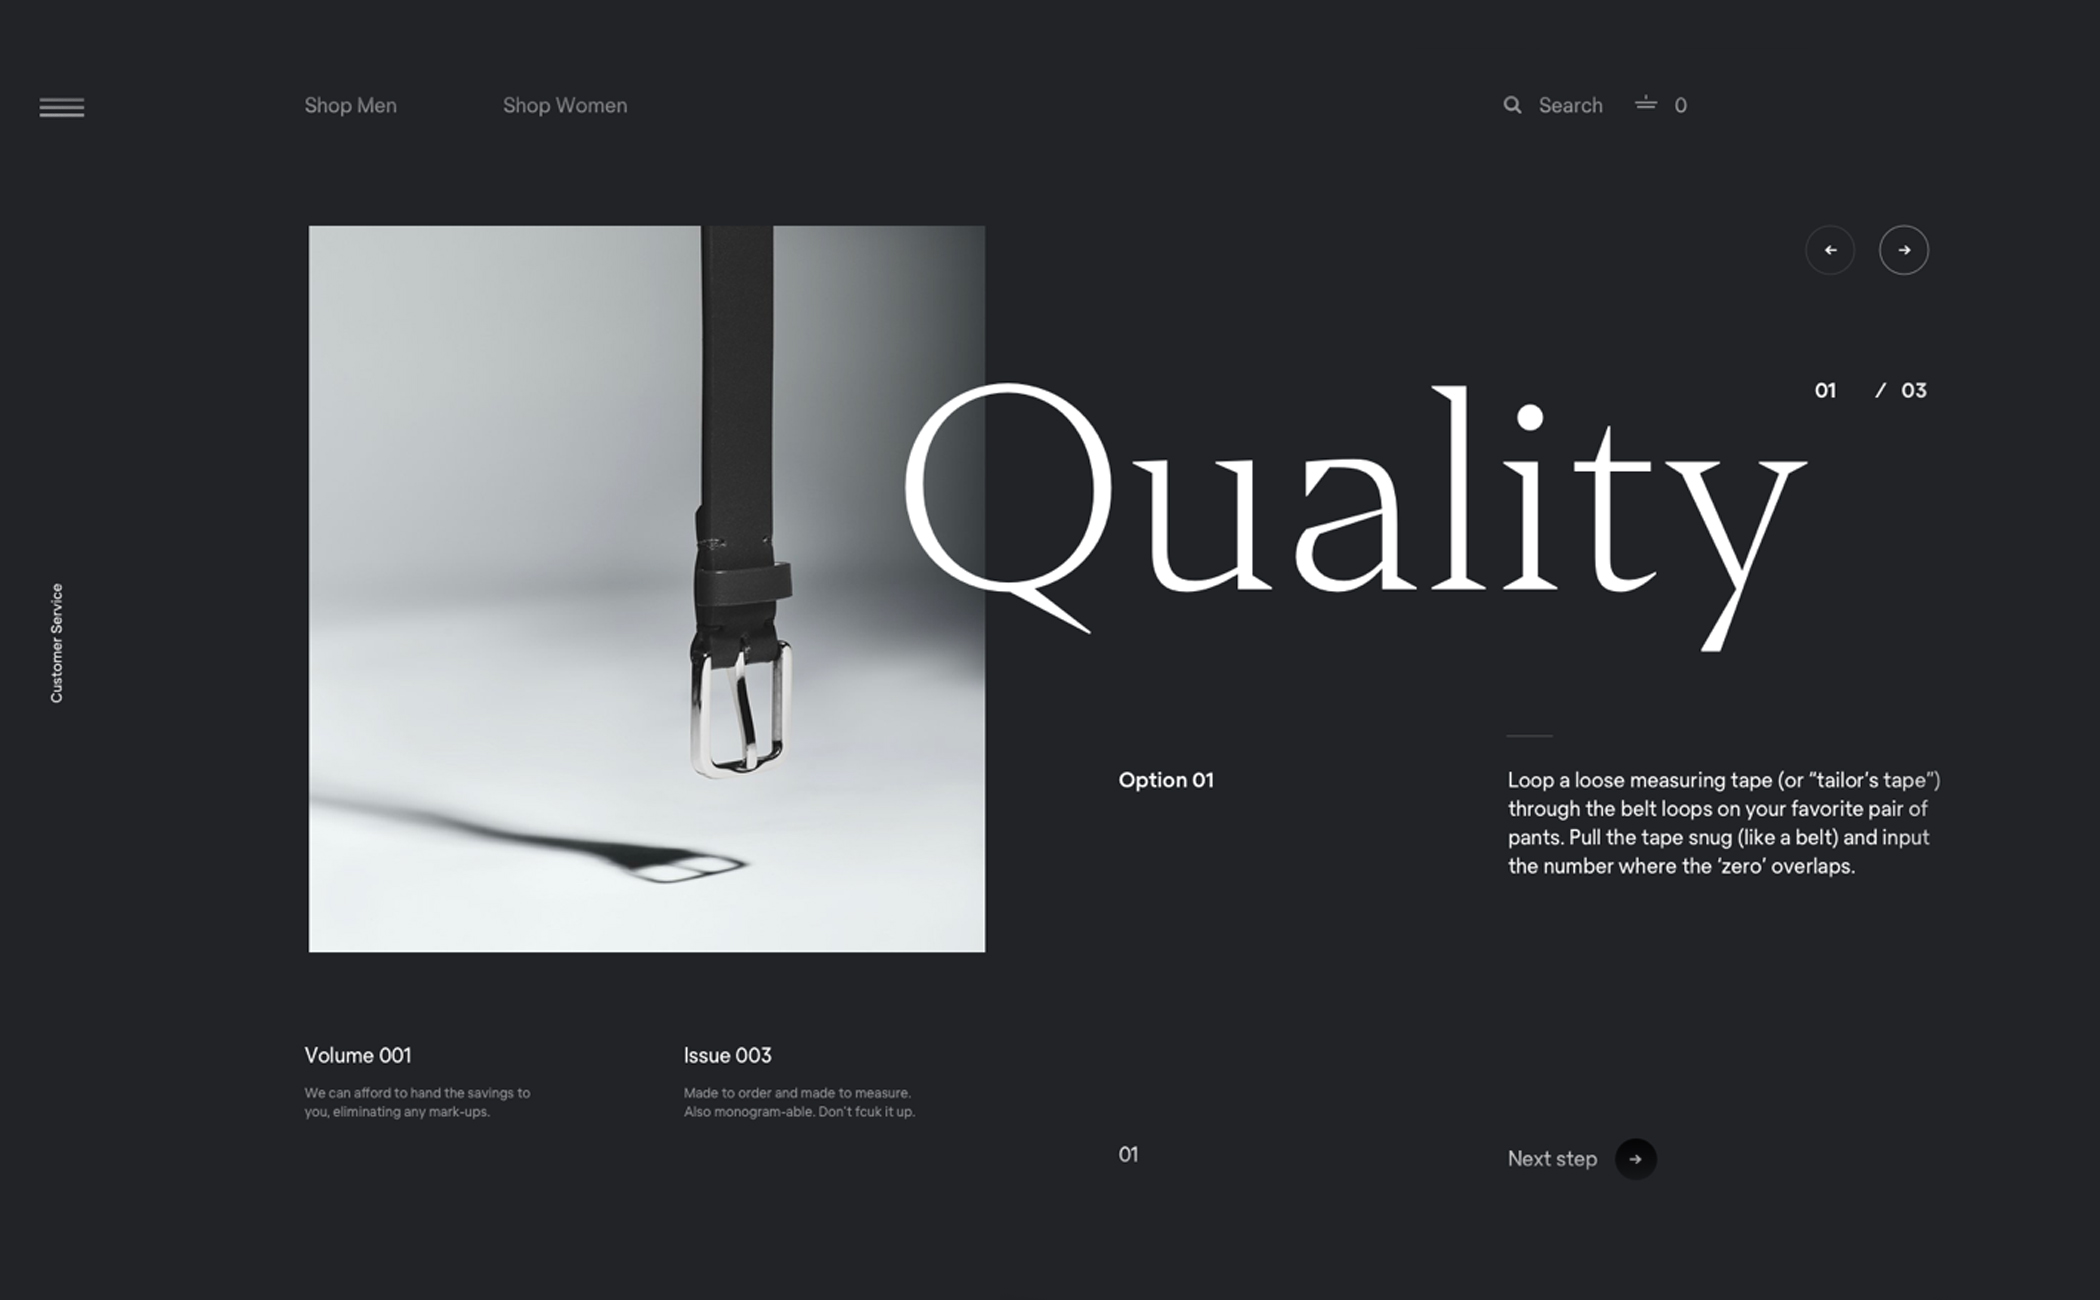 Shop Men
Shop Women
Search
0
Quality
01 / 03
Customer Service
Option 01
Loop a loose measuring tape (or “tailor’s tape”)
through the belt loops on your favorite pair of
pants. Pull the tape snug (like a belt) and input
the number where the ’zero’ overlaps.
Volume 001
We can afford to hand the savings to
you, eliminating any mark-ups.
Issue 003
Made to order and made to measure.
Also monogram-able. Don’t fcuk it up.
01
Next step